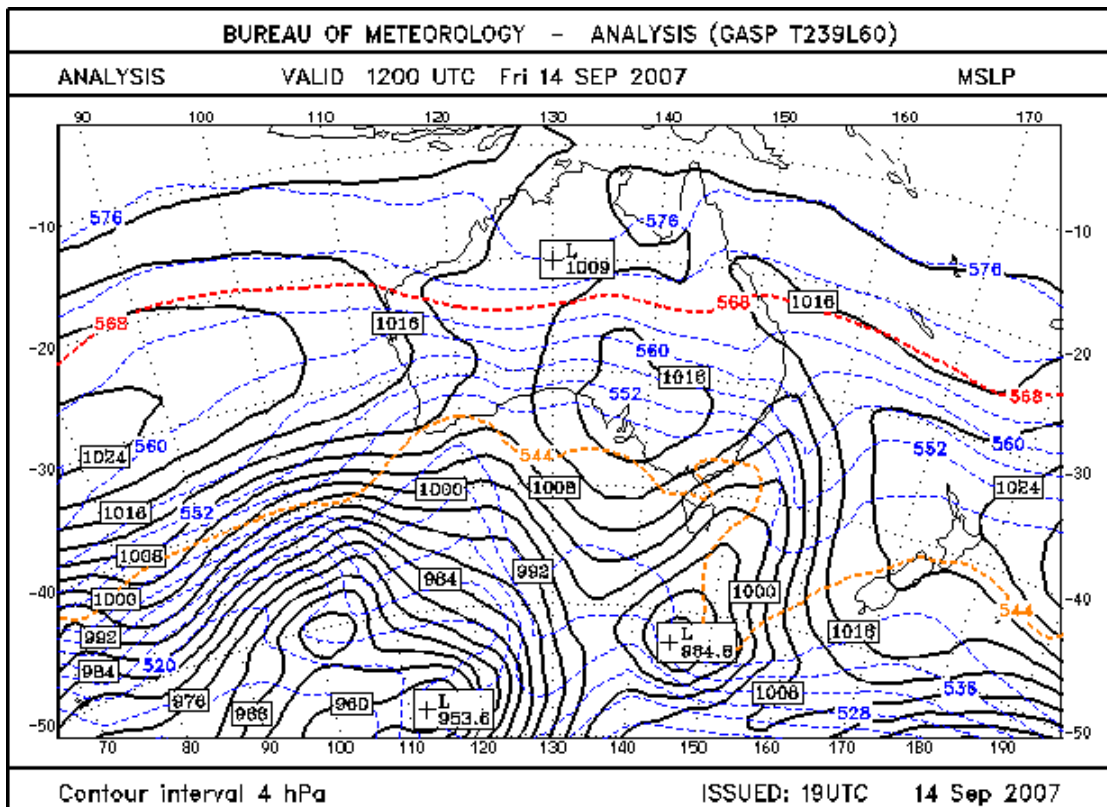 BUREAU OF METEOROLOGY - ANALYSIS (GASP T239L60)
ANALYSIS VALID 1200 UTC Fri 14 SEP 2007 MSLP
90 100 110 120 130 140 150 160 170
576
-10 576 -10
L
1009
576
568 1016 568 1016
-20 560 -20
1016
552 568
560 544 552 560
1024
-30 1000 1008 1024 -30
1016 552
1008 992
984
1000 1000 544
-40 -40
992 L 1016
984.8
984 520
976 960 L 1008 536
968 953.6 528
-50 -50
70 80 90 100 110 120 130 140 150 160 170 180 190
Contour interval 4 hPa ISSUED: 19UTC 14 Sep 2007